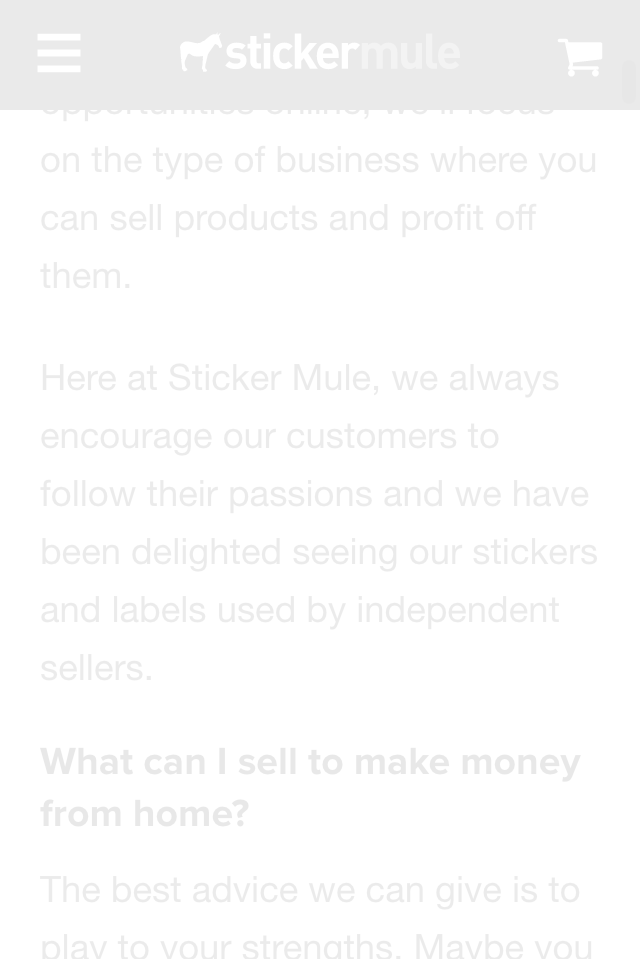 stickermule
on the type of business where you
can sell products and profit off
them.
Here at Sticker Mule, we always
encourage our customers to
follow their passions and we have
been delighted seeing our stickers
and labels used by independent
sellers.
What can I sell to make money
from home?
The best advice we can give is to
play to your strengths. Maybe you